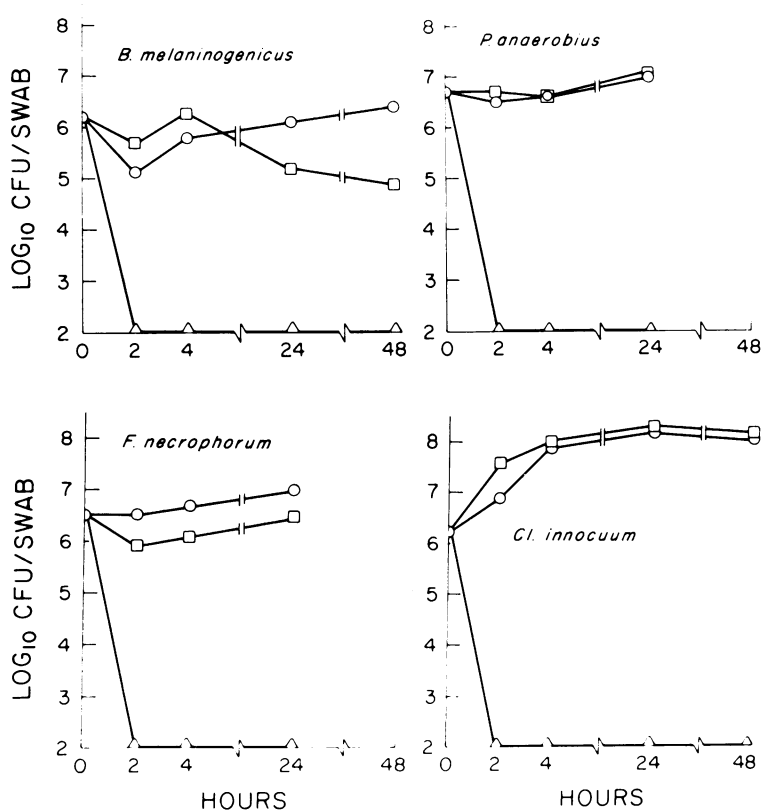 B. melaninogenicus
LOG10 CFU/SWAB
8
7
6
5
4
3
2
0 2 4 24 48
P. anaerobius
8
7
6
5
4
3
2
0 2 4 24 48
F. necrophorum
LOG10 CFU/SWAB
8
7
6
5
4
3
2
0 2 4 24 48
HOURS
Cl. innocuum
8
7
6
5
4
3
2
0 2 4 24 48
HOURS